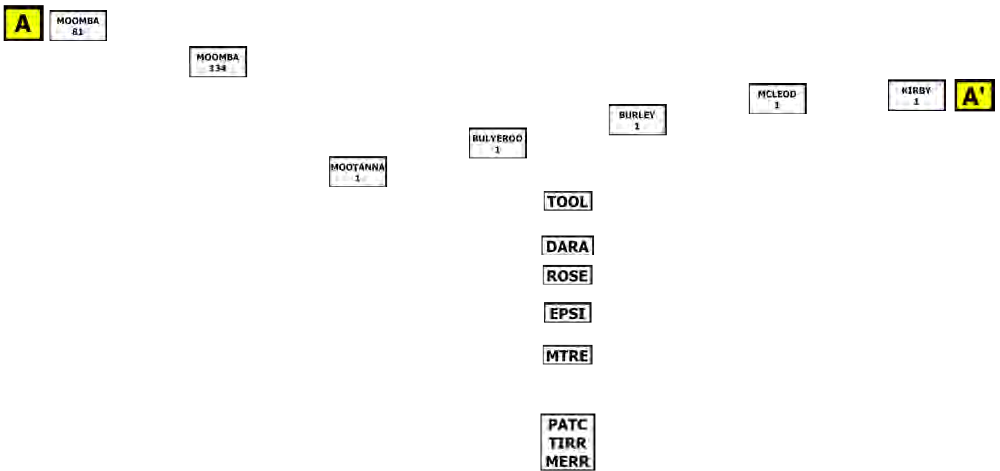 A
MOOMBA
81
MOOMBA
134
MCLEOD
1
KIRBY
1
A'
BURLEY
1
BULYEROO
1
MOOTANNA
1
TOOL
DARA
ROSE
EPSI
MTRE
PATC
TIRR
MERR